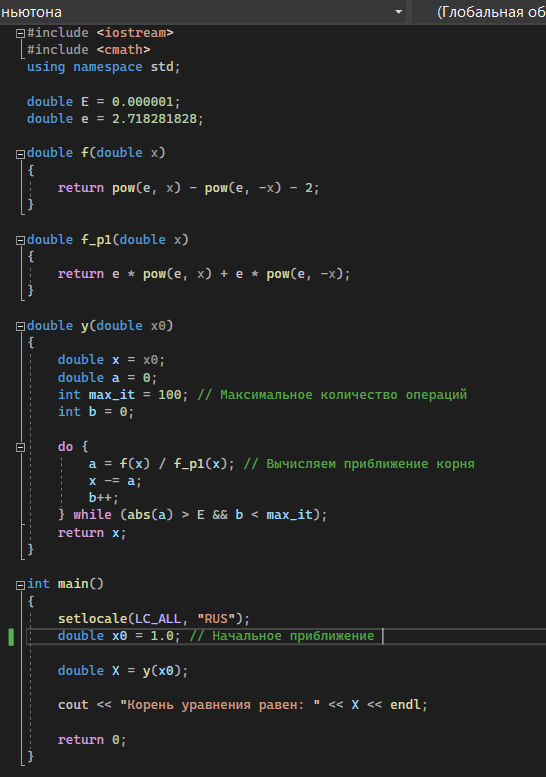 ньютона (Глобальная об
#include <iostream>
#include <cmath>
using namespace std;
double E = 0.000001;
double e = 2.718281828;
double f(double x)
{
return pow(e, x) - pow(e, -x) - 2;
}
double f_p1(double x)
{
return e * pow(e, x) + e * pow(e, -x);
}
double y(double x0)
{
double x = x0;
double a = 0;
int max_it = 100; // Максимальное количество операций
int b = 0;
do {
a = f(x) / f_p1(x); // Вычисляем приближение корня
x -= a;
b++;
} while (abs(a) > E && b < max_it);
return x;
}
int main()
{
setlocale(LC_ALL, "RUS");
double x0 = 1.0; // Начальное приближение
double X = y(x0);
cout << "Корень уравнения равен: " << X << endl;
return 0;
}